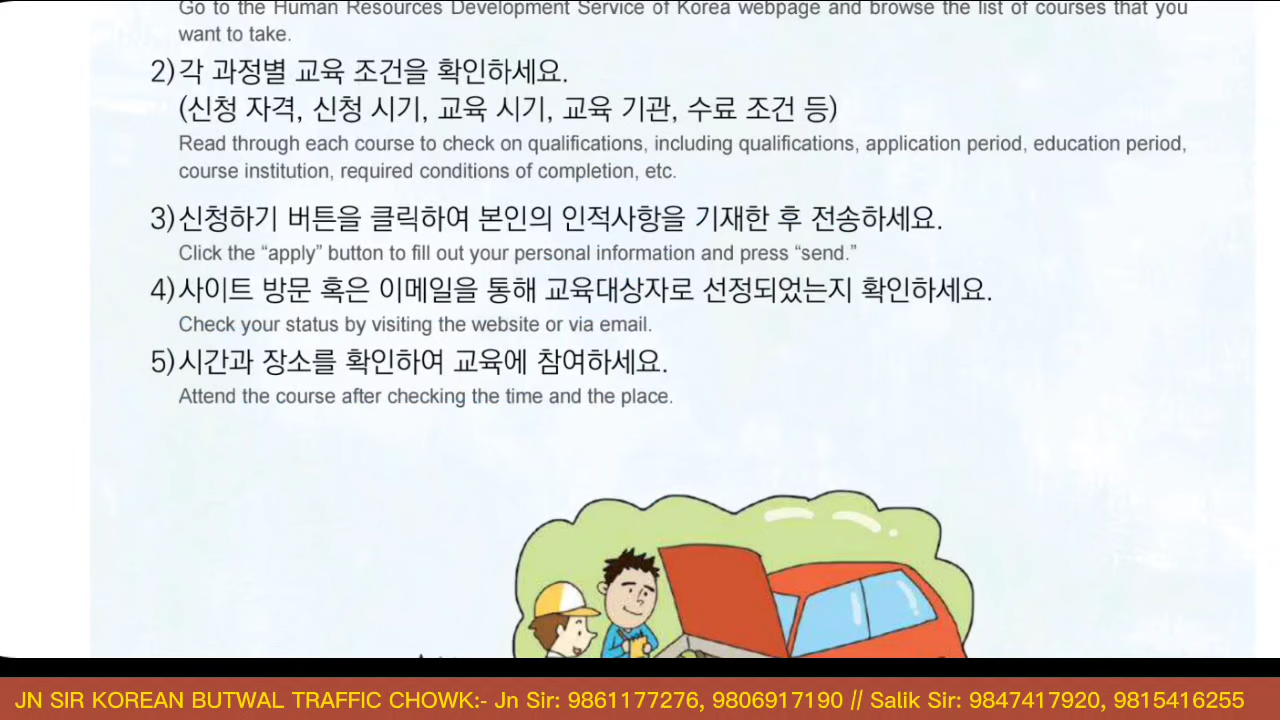 Go to the Human Resources Development Service of Korea webpage and browse the list of courses that you
want to take.
2) 각 과정별 교육 조건을 확인하세요.
(신청 자격, 신청 시기, 교육 시기, 교육 기관, 수료 조건 등)
Read through each course to check on qualifications, including qualifications, application period, education period,
course institution, required conditions of completion, etc.
3) 신청하기 버튼을 클릭하여 본인의 인적사항을 기재한 후 전송하세요.
Click the “apply” button to fill out your personal information and press “send.”
4) 사이트 방문 혹은 이메일을 통해 교육대상자로 선정되었는지 확인하세요.
Check your status by visiting the website or via email.
5) 시간과 장소를 확인하여 교육에 참여하세요.
Attend the course after checking the time and the place.
JN SIR KOREAN BUTWAL TRAFFIC CHOWK:- Jn Sir: 9861177276, 9806917190 // Salik Sir: 9847417920, 9815416255